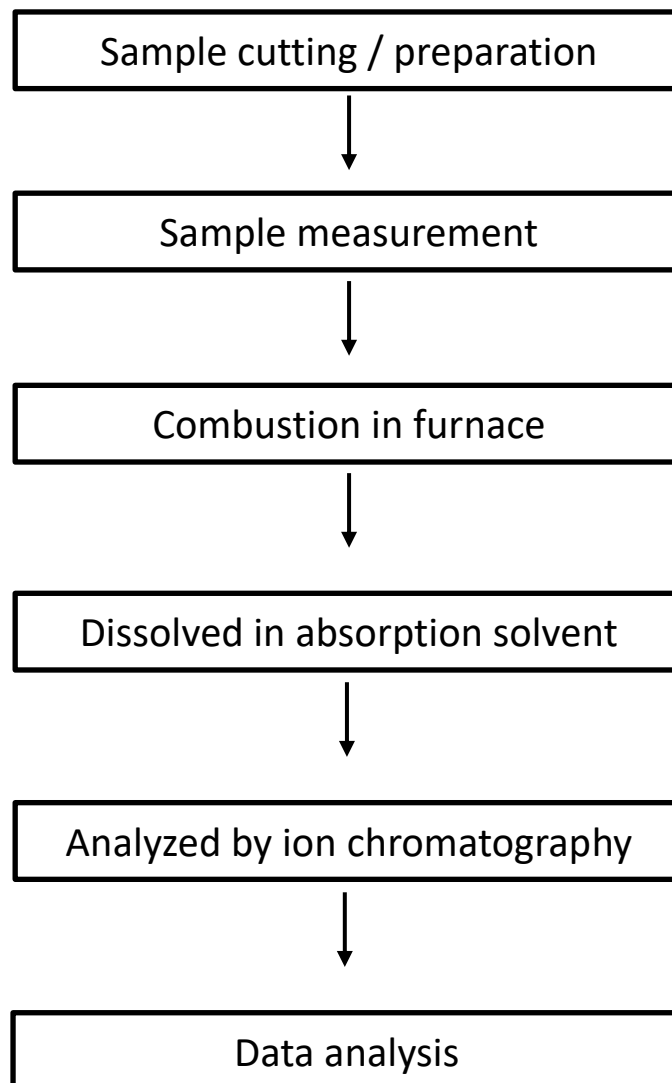 Sample cutting / preparation
Sample measurement
Combustion in furnace
Dissolved in absorption solvent
Analyzed by ion chromatography
Data analysis